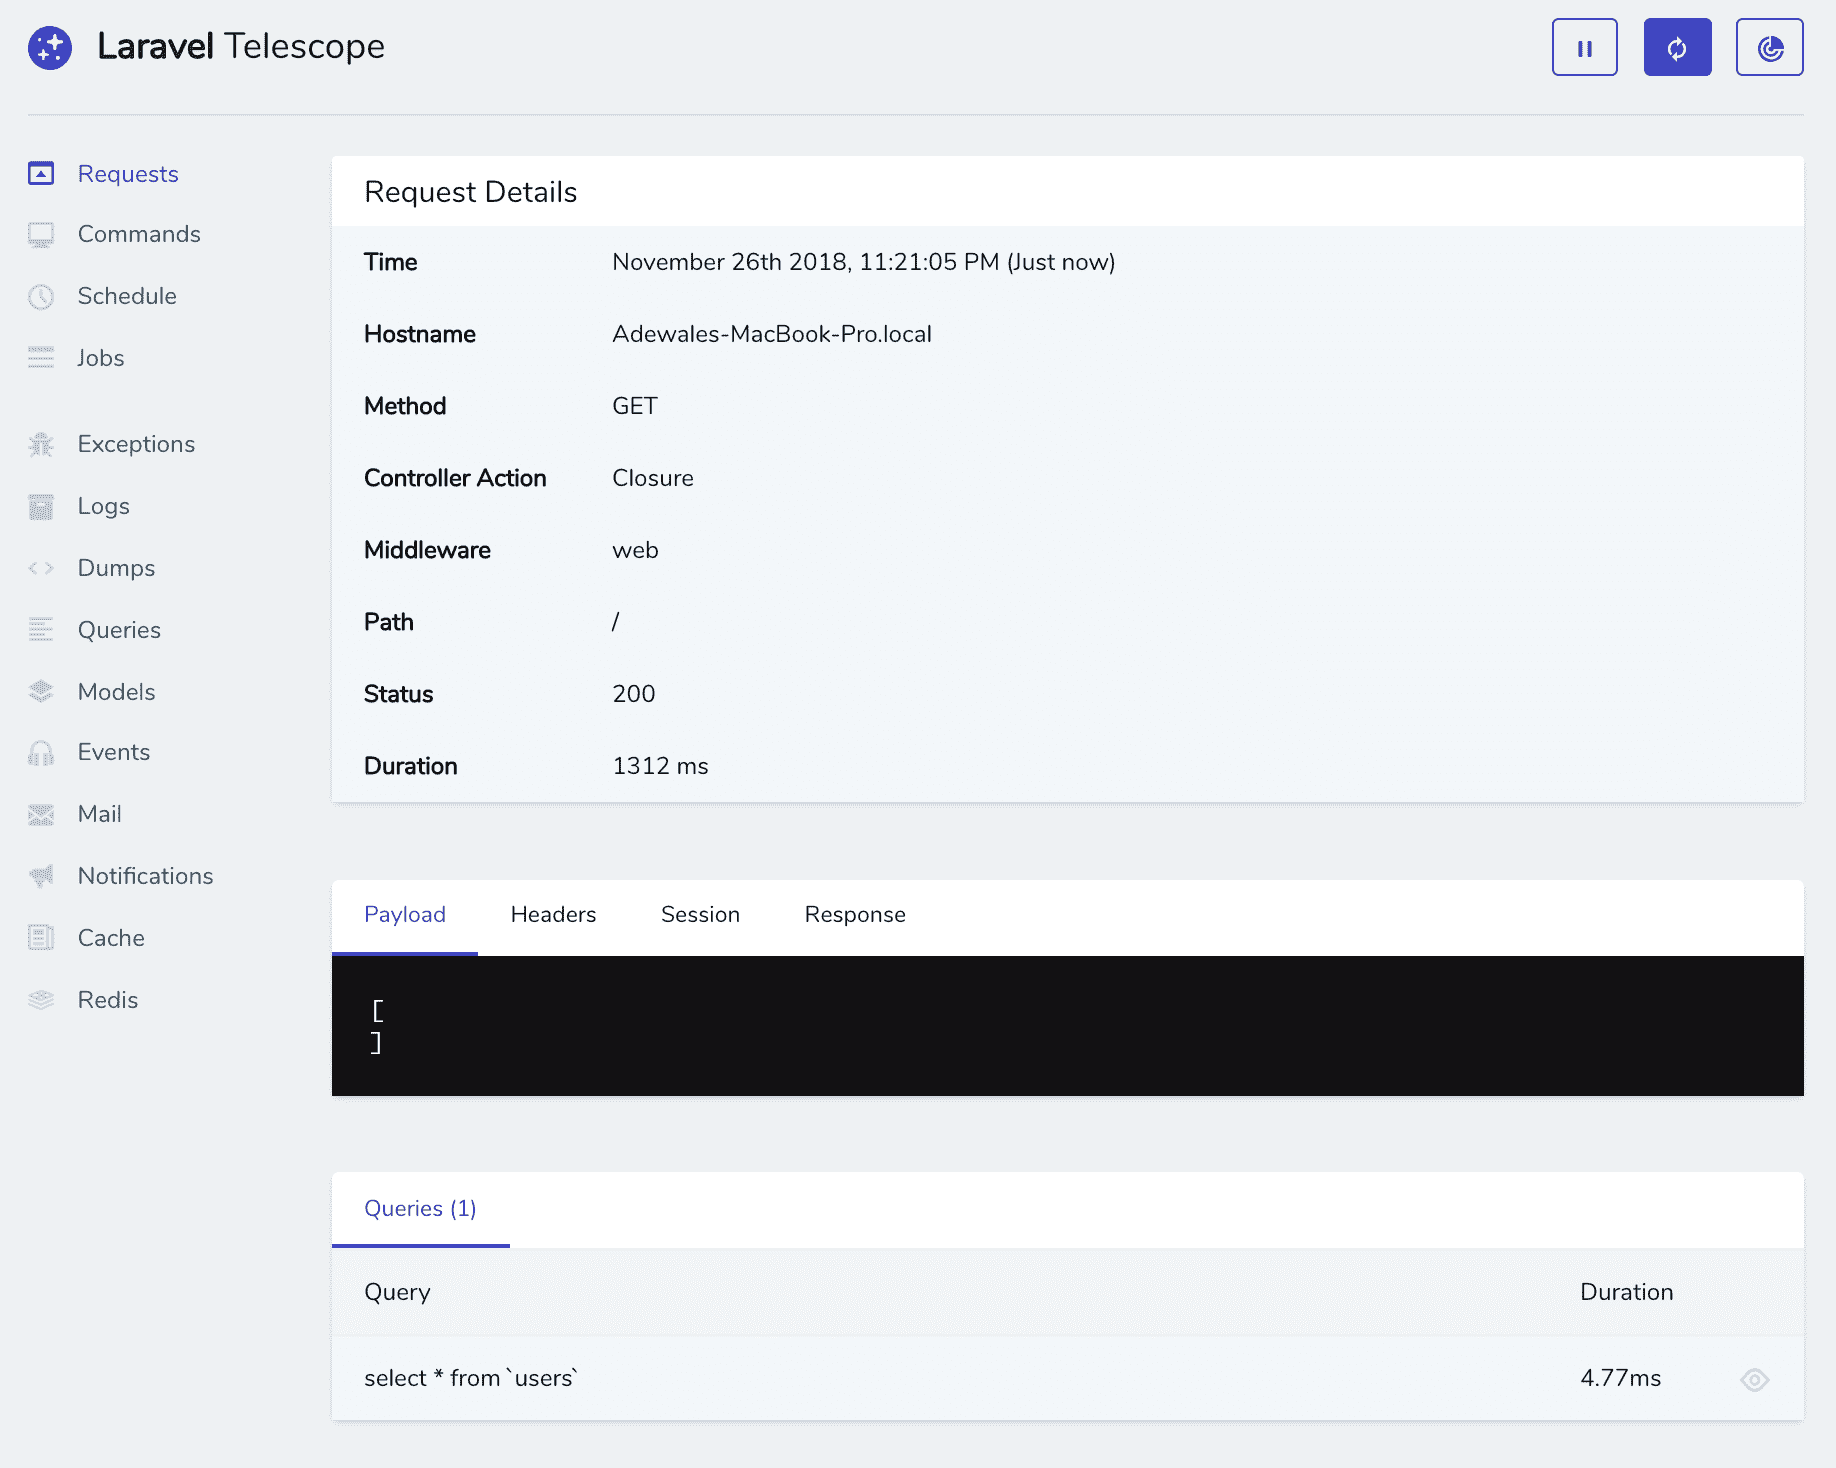 Laravel Telescope
Requests
Commands
Schedule
Jobs
Exceptions
Logs
Dumps
Queries
Models
Events
Mail
Notifications
Cache
Redis
Request Details
Time November 26th 2018, 11:21:05 PM (Just now)
Hostname Adewales-MacBook-Pro.local
Method GET
Controller Action Closure
Middleware web
Path /
Status 200
Duration 1312 ms
Payload Headers Session Response
[
]
Queries (1)
Query Duration
select * from `users` 4.77ms